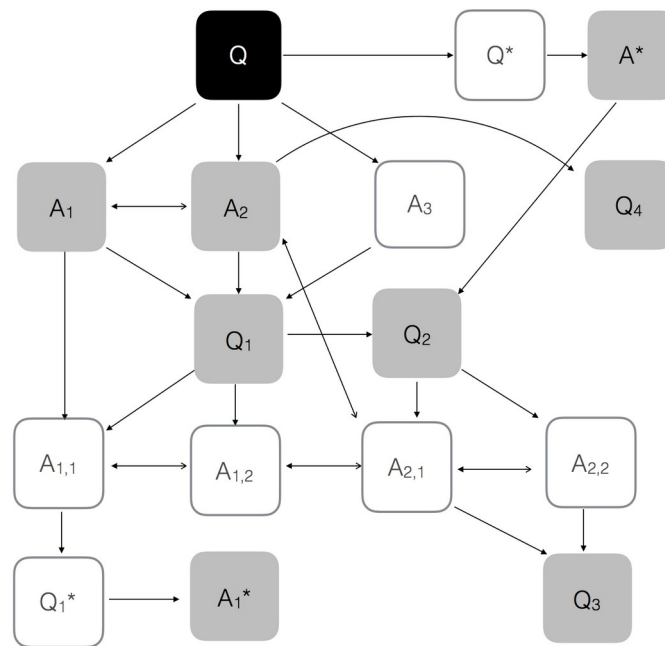 Q
Q*
A*
A₁
A₂
A₃
Q₄
Q₁
Q₂
A₁,₁
A₁,₂
A₂,₁
A₂,₂
Q₁*
A₁*
Q₃